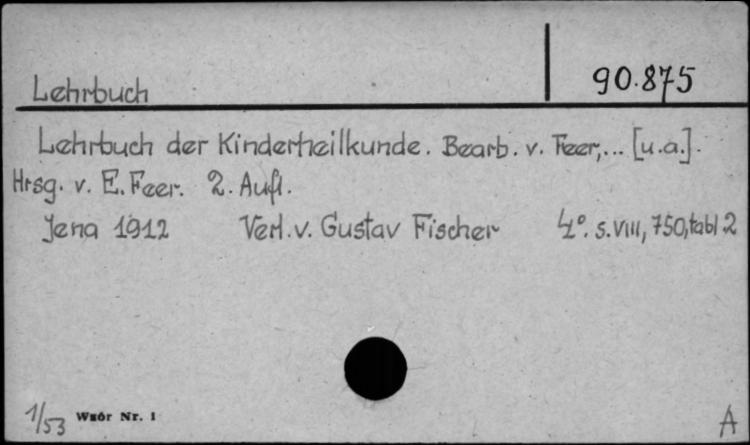 90.875
Lehrbuch
Lehrbuch der Kinderheilkunde. Bearb. v. Feer,... [u.a.].
Hrsg. v. E. Feer. 2. Aufl.
Jena 1912 Verl. v. Gustav Fischer 4°. s. VIII, 750, tabl 2
1/53 Wzór Nr. 1 A